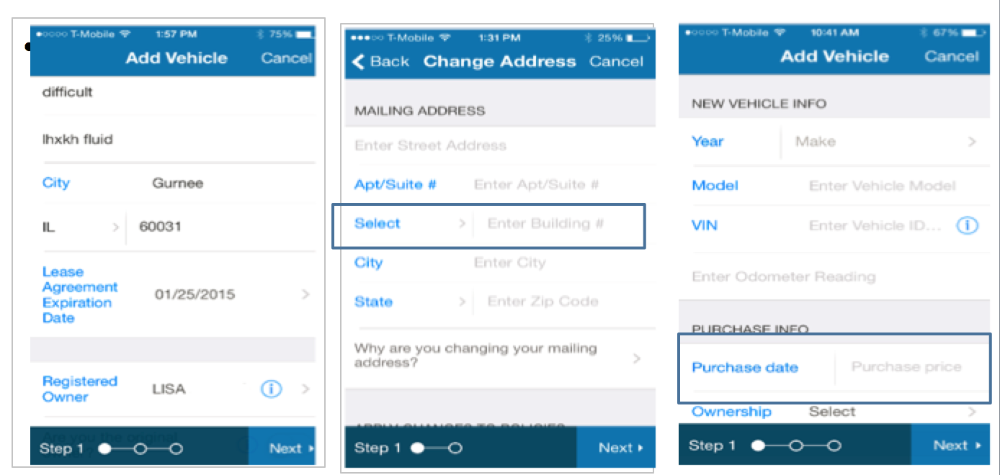 T-Mobile 1:57 PM 75%
Add Vehicle Cancel
difficult
lhxkh fluid
City Gurnee
IL > 60031
Lease
Agreement
Expiration
Date
01/25/2015 >
Registered
Owner
LISA i >
Are you the original
Step 1 Next
T-Mobile 1:31 PM 25%
Back Change Address Cancel
MAILING ADDRESS
Enter Street Address
Apt/Suite # Enter Apt/Suite #
Select > Enter Building #
City Enter City
State > Enter Zip Code
Why are you changing your mailing
address? >
APPLY CHANGES TO POLICIES
Step 1 Next
T-Mobile 10:41 AM 67%
Add Vehicle Cancel
NEW VEHICLE INFO
Year Make >
Model Enter Vehicle Model
VIN Enter Vehicle ID... i
Enter Odometer Reading
PURCHASE INFO
Purchase date Purchase price
Ownership Select >
Step 1 Next